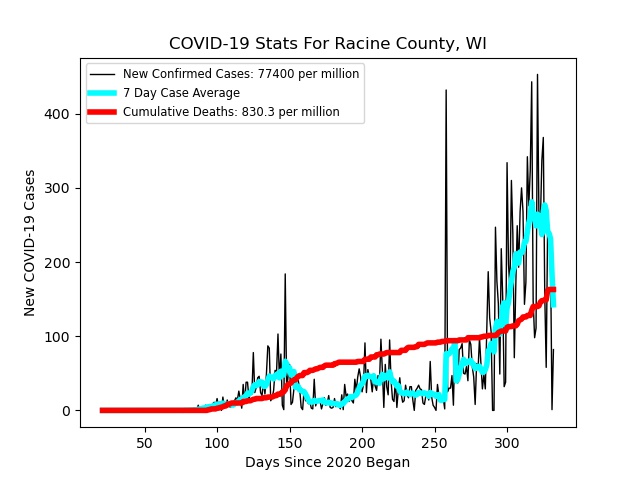 COVID-19 Stats For Racine County, WI
New Confirmed Cases: 77400 per million
7 Day Case Average
Cumulative Deaths: 830.3 per million
New COVID-19 Cases
400
300
200
100
0
50
100
150
200
250
300
Days Since 2020 Began